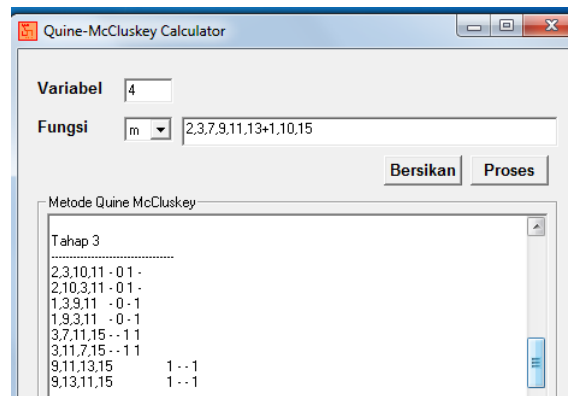 Quine-McCluskey Calculator
Variabel 4
Fungsi m 2,3,7,9,11,13+1,10,15
Bersikan Proses
Metode Quine McCluskey
Tahap 3
----------------------------------
2,3,10,11 - 0 1 -
2,10,3,11 - 0 1 -
1,3,9,11 - 0 - 1
1,9,3,11 - 0 - 1
3,7,11,15 - - 1 1
3,11,7,15 - - 1 1
9,11,13,15 1 - - 1
9,13,11,15 1 - - 1